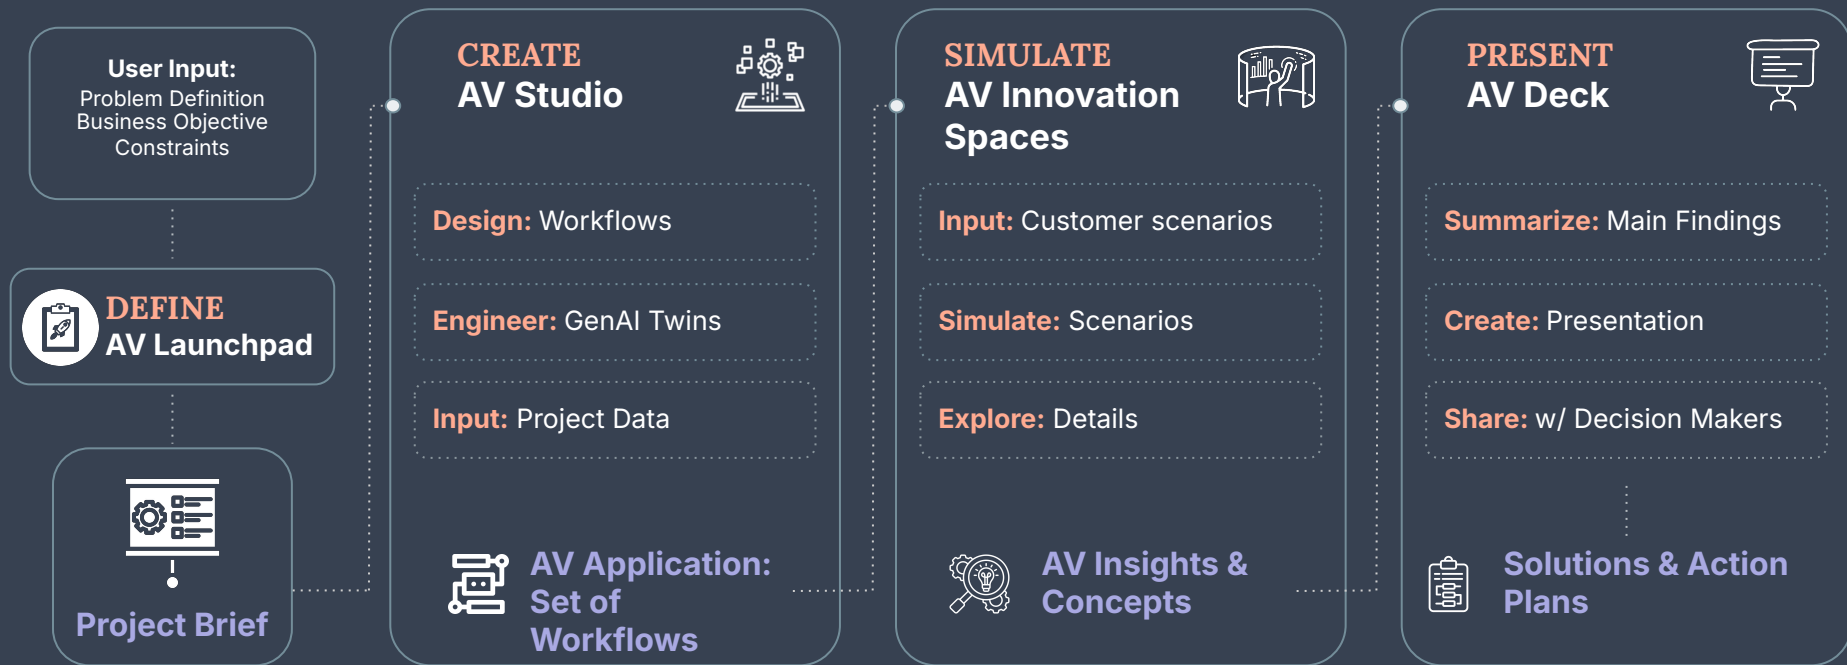 User Input:
Problem Definition
Business Objective
Constraints
DEFINE
AV Launchpad
Project Brief
CREATE
AV Studio
Design: Workflows
Engineer: GenAI Twins
Input: Project Data
AV Application:
Set of
Workflows
SIMULATE
AV Innovation
Spaces
Input: Customer scenarios
Simulate: Scenarios
Explore: Details
AV Insights &
Concepts
PRESENT
AV Deck
Summarize: Main Findings
Create: Presentation
Share: w/ Decision Makers
Solutions & Action
Plans